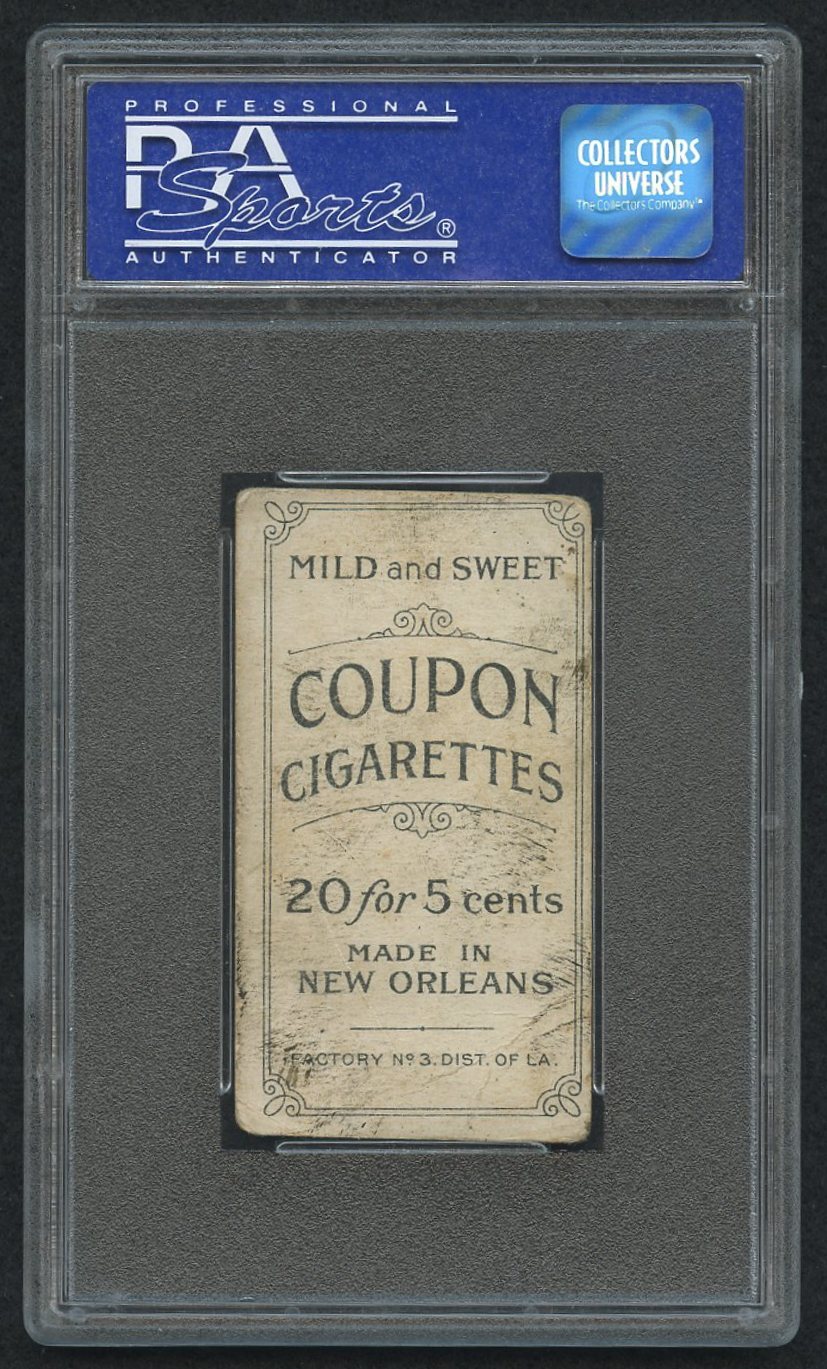 PROFESSIONAL
PSA
Sports®
AUTHENTICATOR
COLLECTORS
UNIVERSE
The Collectors Company™
MILD and SWEET
COUPON
CIGARETTES
20 for 5 cents
MADE IN
NEW ORLEANS
FACTORY Nº 3. DIST. OF LA.